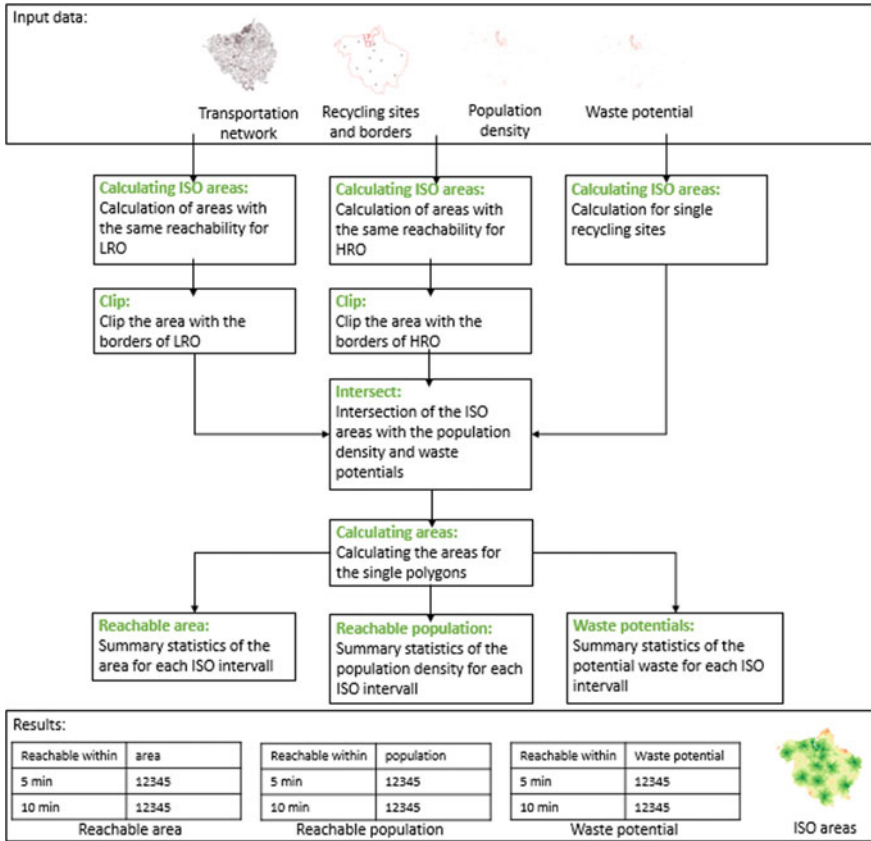 Input data:
Transportation
network
Recycling sites
and borders
Population
density
Waste potential
Calculating ISO areas:
Calculation of areas with
the same reachability for
LRO
Calculating ISO areas:
Calculation of areas with
the same reachability for
HRO
Calculating ISO areas:
Calculation for single
recycling sites
Clip:
Clip the area with the
borders of LRO
Clip:
Clip the area with the
borders of HRO
Intersect:
Intersection of the ISO
areas with the population
density and waste
potentials
Calculating areas:
Calculating the areas for
the single polygons
Reachable area:
Summary statistics of the
area for each ISO intervall
Reachable population:
Summary statistics of the
population density for each
ISO intervall
Waste potentials:
Summary statistics of the
potential waste for each ISO
intervall
Results:
Reachable within area
5 min 12345
10 min 12345
Reachable area
Reachable within population
5 min 12345
10 min 12345
Reachable population
Reachable within Waste potential
5 min 12345
10 min 12345
Waste potential
ISO areas